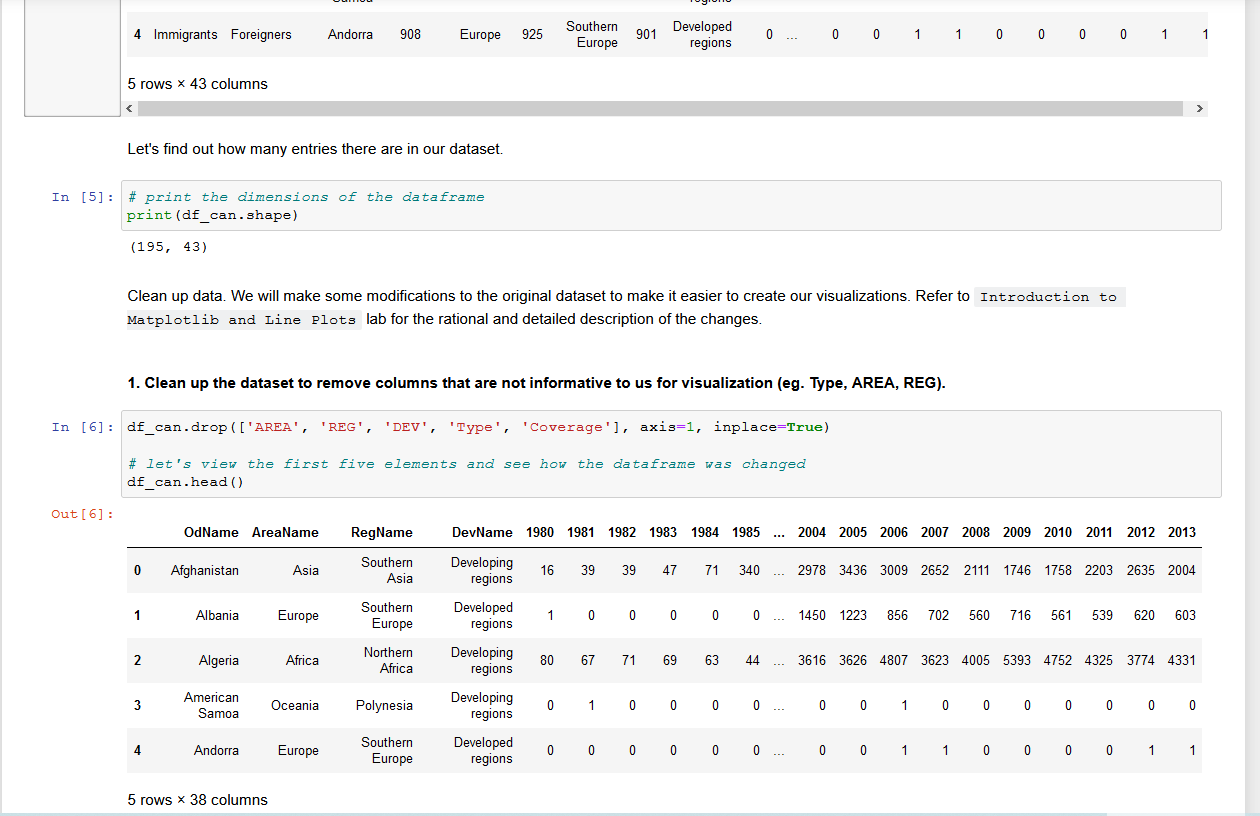 Samoa regions
4 Immigrants Foreigners Andorra 908 Europe 925 Southern Europe 901 Developed regions 0 ... 0 0 1 1 0 0 0 0 1 1
5 rows × 43 columns
Let's find out how many entries there are in our dataset.
In [5]: # print the dimensions of the dataframe
print(df_can.shape)
(195, 43)
Clean up data. We will make some modifications to the original dataset to make it easier to create our visualizations. Refer to Introduction to
Matplotlib and Line Plots lab for the rational and detailed description of the changes.
1. Clean up the dataset to remove columns that are not informative to us for visualization (eg. Type, AREA, REG).
In [6]: df_can.drop(['AREA', 'REG', 'DEV', 'Type', 'Coverage'], axis=1, inplace=True)
# let's view the first five elements and see how the dataframe was changed
df_can.head()
Out[6]:
OdName AreaName RegName DevName 1980 1981 1982 1983 1984 1985 ... 2004 2005 2006 2007 2008 2009 2010 2011 2012 2013
0 Afghanistan Asia Southern Asia Developing regions 16 39 39 47 71 340 ... 2978 3436 3009 2652 2111 1746 1758 2203 2635 2004
1 Albania Europe Southern Europe Developed regions 1 0 0 0 0 0 ... 1450 1223 856 702 560 716 561 539 620 603
2 Algeria Africa Northern Africa Developing regions 80 67 71 69 63 44 ... 3616 3626 4807 3623 4005 5393 4752 4325 3774 4331
3 American Samoa Oceania Polynesia Developing regions 0 1 0 0 0 0 ... 0 0 1 0 0 0 0 0 0 0
4 Andorra Europe Southern Europe Developed regions 0 0 0 0 0 0 ... 0 0 1 1 0 0 0 0 1 1
5 rows × 38 columns